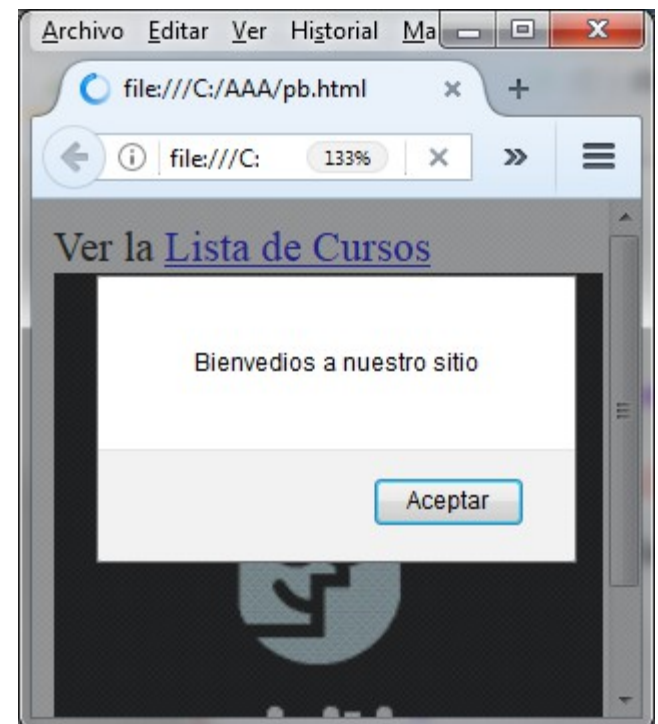 Archivo Editar Ver Historial Ma
file:///C:/AAA/pb.html
file:///C: 133%
Ver la Lista de Cursos
Bienvedios a nuestro sitio
Aceptar